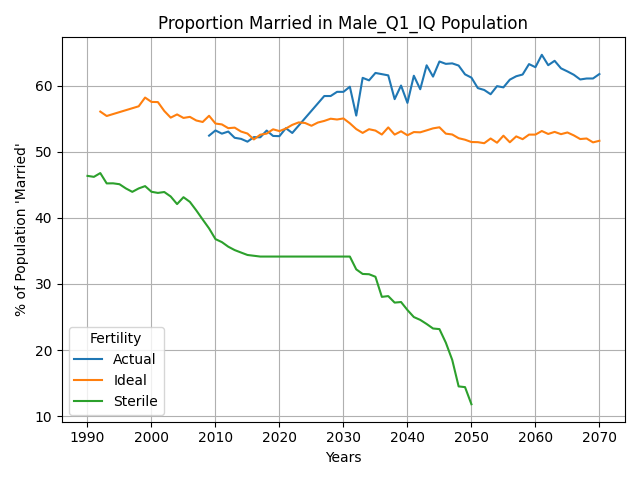 Proportion Married in Male_Q1_IQ Population
% of Population 'Married'
60
50
40
30
20
10
Fertility
Actual
Ideal
Sterile
1990 2000 2010 2020 2030 2040 2050 2060 2070
Years